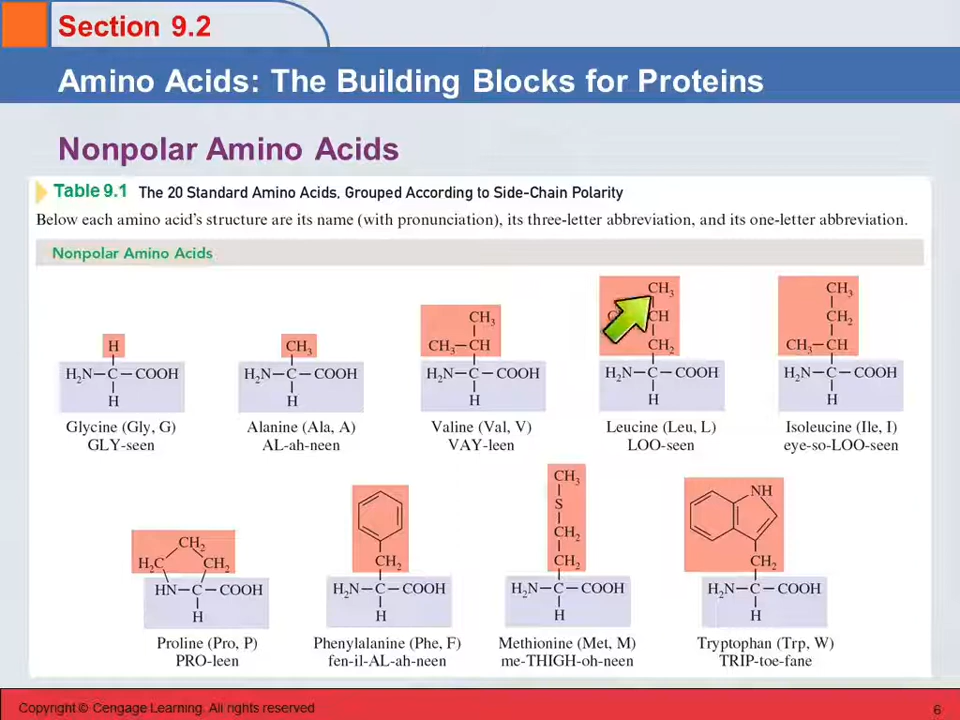 Section 9.2
Amino Acids: The Building Blocks for Proteins
Nonpolar Amino Acids
Table 9.1 The 20 Standard Amino Acids, Grouped According to Side-Chain Polarity
Below each amino acid's structure are its name (with pronunciation), its three-letter abbreviation, and its one-letter abbreviation.
Nonpolar Amino Acids
H
H₂N—C—COOH
H
Glycine (Gly, G)
GLY-seen
CH₃
H₂N—C—COOH
H
Alanine (Ala, A)
AL-ah-neen
CH₃
CH₃—CH
H₂N—C—COOH
H
Valine (Val, V)
VAY-leen
CH₃
CH
CH₂
H₂N—C—COOH
H
Leucine (Leu, L)
LOO-seen
CH₃
CH₂
CH₃—CH
H₂N—C—COOH
H
Isoleucine (Ile, I)
eye-so-LOO-seen
CH₂
H₂C CH₂
HN—C—COOH
H
Proline (Pro, P)
PRO-leen
CH₂
H₂N—C—COOH
H
Phenylalanine (Phe, F)
fen-il-AL-ah-neen
CH₃
S
CH₂
CH₂
H₂N—C—COOH
H
Methionine (Met, M)
me-THIGH-oh-neen
NH
CH₂
H₂N—C—COOH
H
Tryptophan (Trp, W)
TRIP-toe-fane
Copyright © Cengage Learning. All rights reserved
6